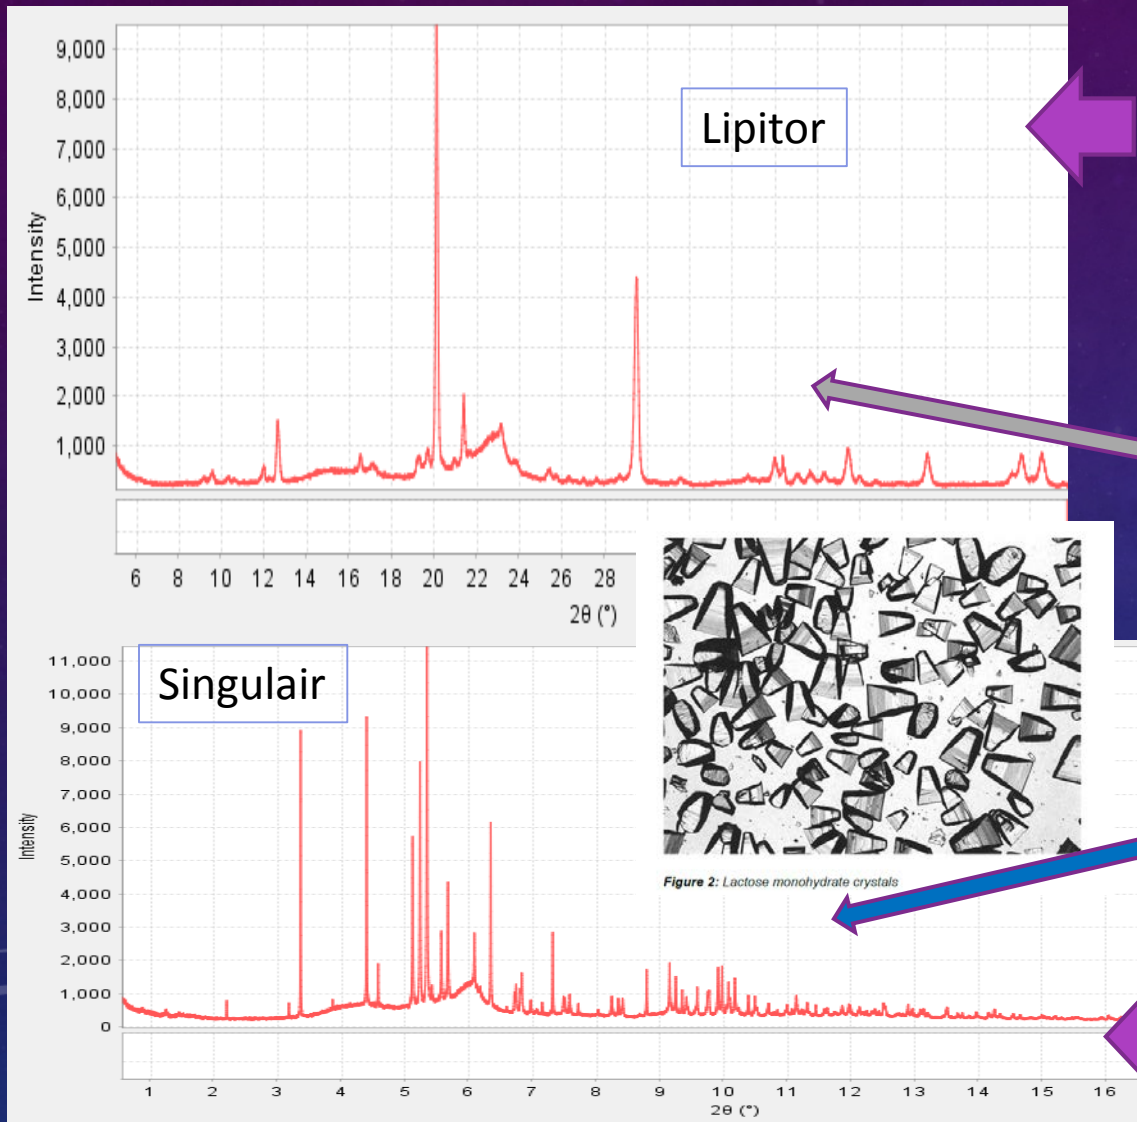 9,000
8,000
7,000
6,000
5,000
4,000
3,000
2,000
1,000
Intensity
Lipitor
6 8 10 12 14 16 18 20 22 24 26 28
2θ (°)
Singulair
11,000
10,000
9,000
8,000
7,000
6,000
5,000
4,000
3,000
2,000
1,000
0
Intensity
Figure 2: Lactose monohydrate crystals
1 2 3 4 5 6 7 8 9 10 11 12 13 14 15 16
2θ (°)